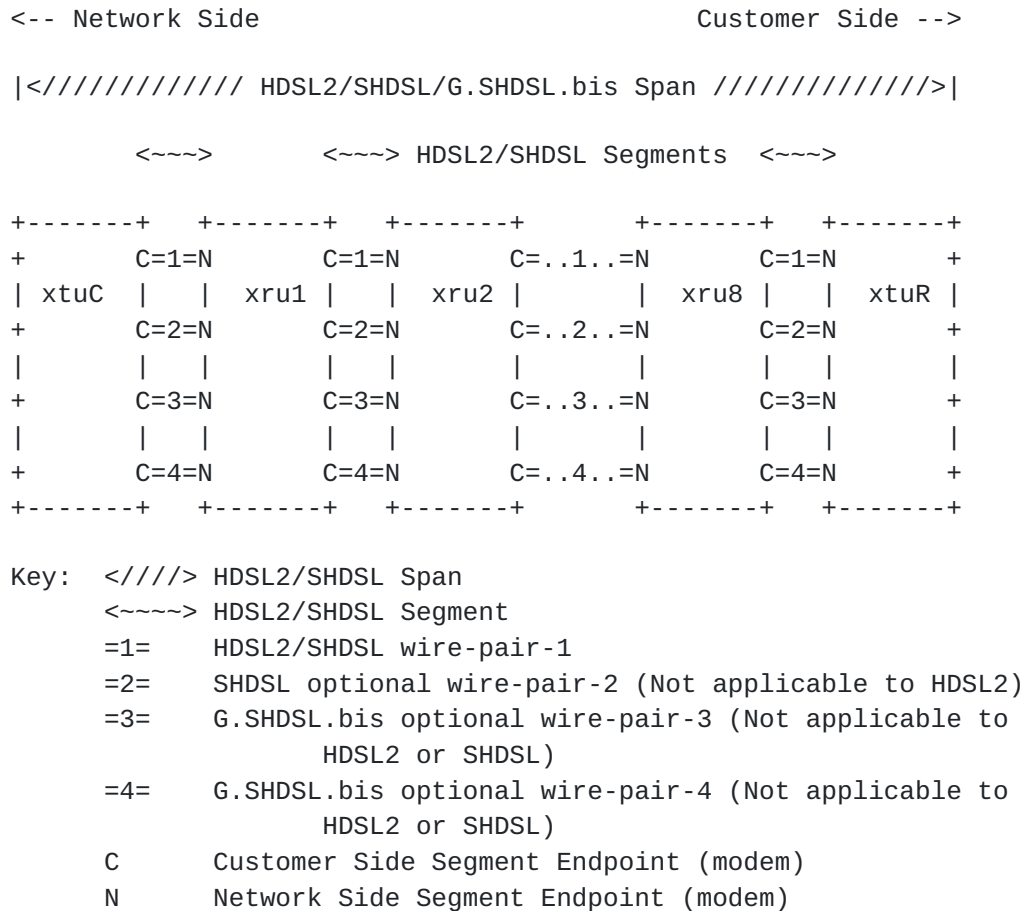 <-- Network Side                             Customer Side -->

|<///////////// HDSL2/SHDSL/G.SHDSL.bis Span //////////////>|

        <~~~>       <~~~> HDSL2/SHDSL Segments  <~~~>

+-------+   +-------+   +-------+       +-------+   +-------+
+       C=1=N       C=1=N       C=..1..=N       C=1=N       +
| xtuC  |   |  xru1 |   |  xru2 |       |  xru8 |   |  xtuR |
+       C=2=N       C=2=N       C=..2..=N       C=2=N       +
|       |   |       |   |       |       |       |   |       |
+       C=3=N       C=3=N       C=..3..=N       C=3=N       +
|       |   |       |   |       |       |       |   |       |
+       C=4=N       C=4=N       C=..4..=N       C=4=N       +
+-------+   +-------+   +-------+       +-------+   +-------+

Key:  <////> HDSL2/SHDSL Span
      <~~~~> HDSL2/SHDSL Segment
      =1=    HDSL2/SHDSL wire-pair-1
      =2=    SHDSL optional wire-pair-2 (Not applicable to HDSL2)
      =3=    G.SHDSL.bis optional wire-pair-3 (Not applicable to
                    HDSL2 or SHDSL)
      =4=    G.SHDSL.bis optional wire-pair-4 (Not applicable to
                    HDSL2 or SHDSL)
      C      Customer Side Segment Endpoint (modem)
      N      Network Side Segment Endpoint (modem)